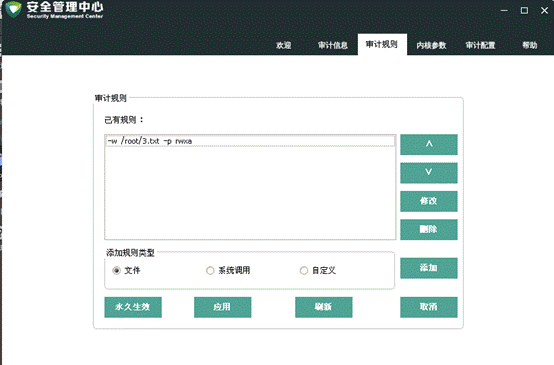 安全管理中心
Security Management Center
欢迎 审计信息 审计规则 内核参数 审计配置 帮助
审计规则
已有规则：
-w /root/3.txt -p rwxa
∧
∨
修改
删除
添加规则类型
文件 系统调用 自定义
添加
永久生效 应用 刷新 取消